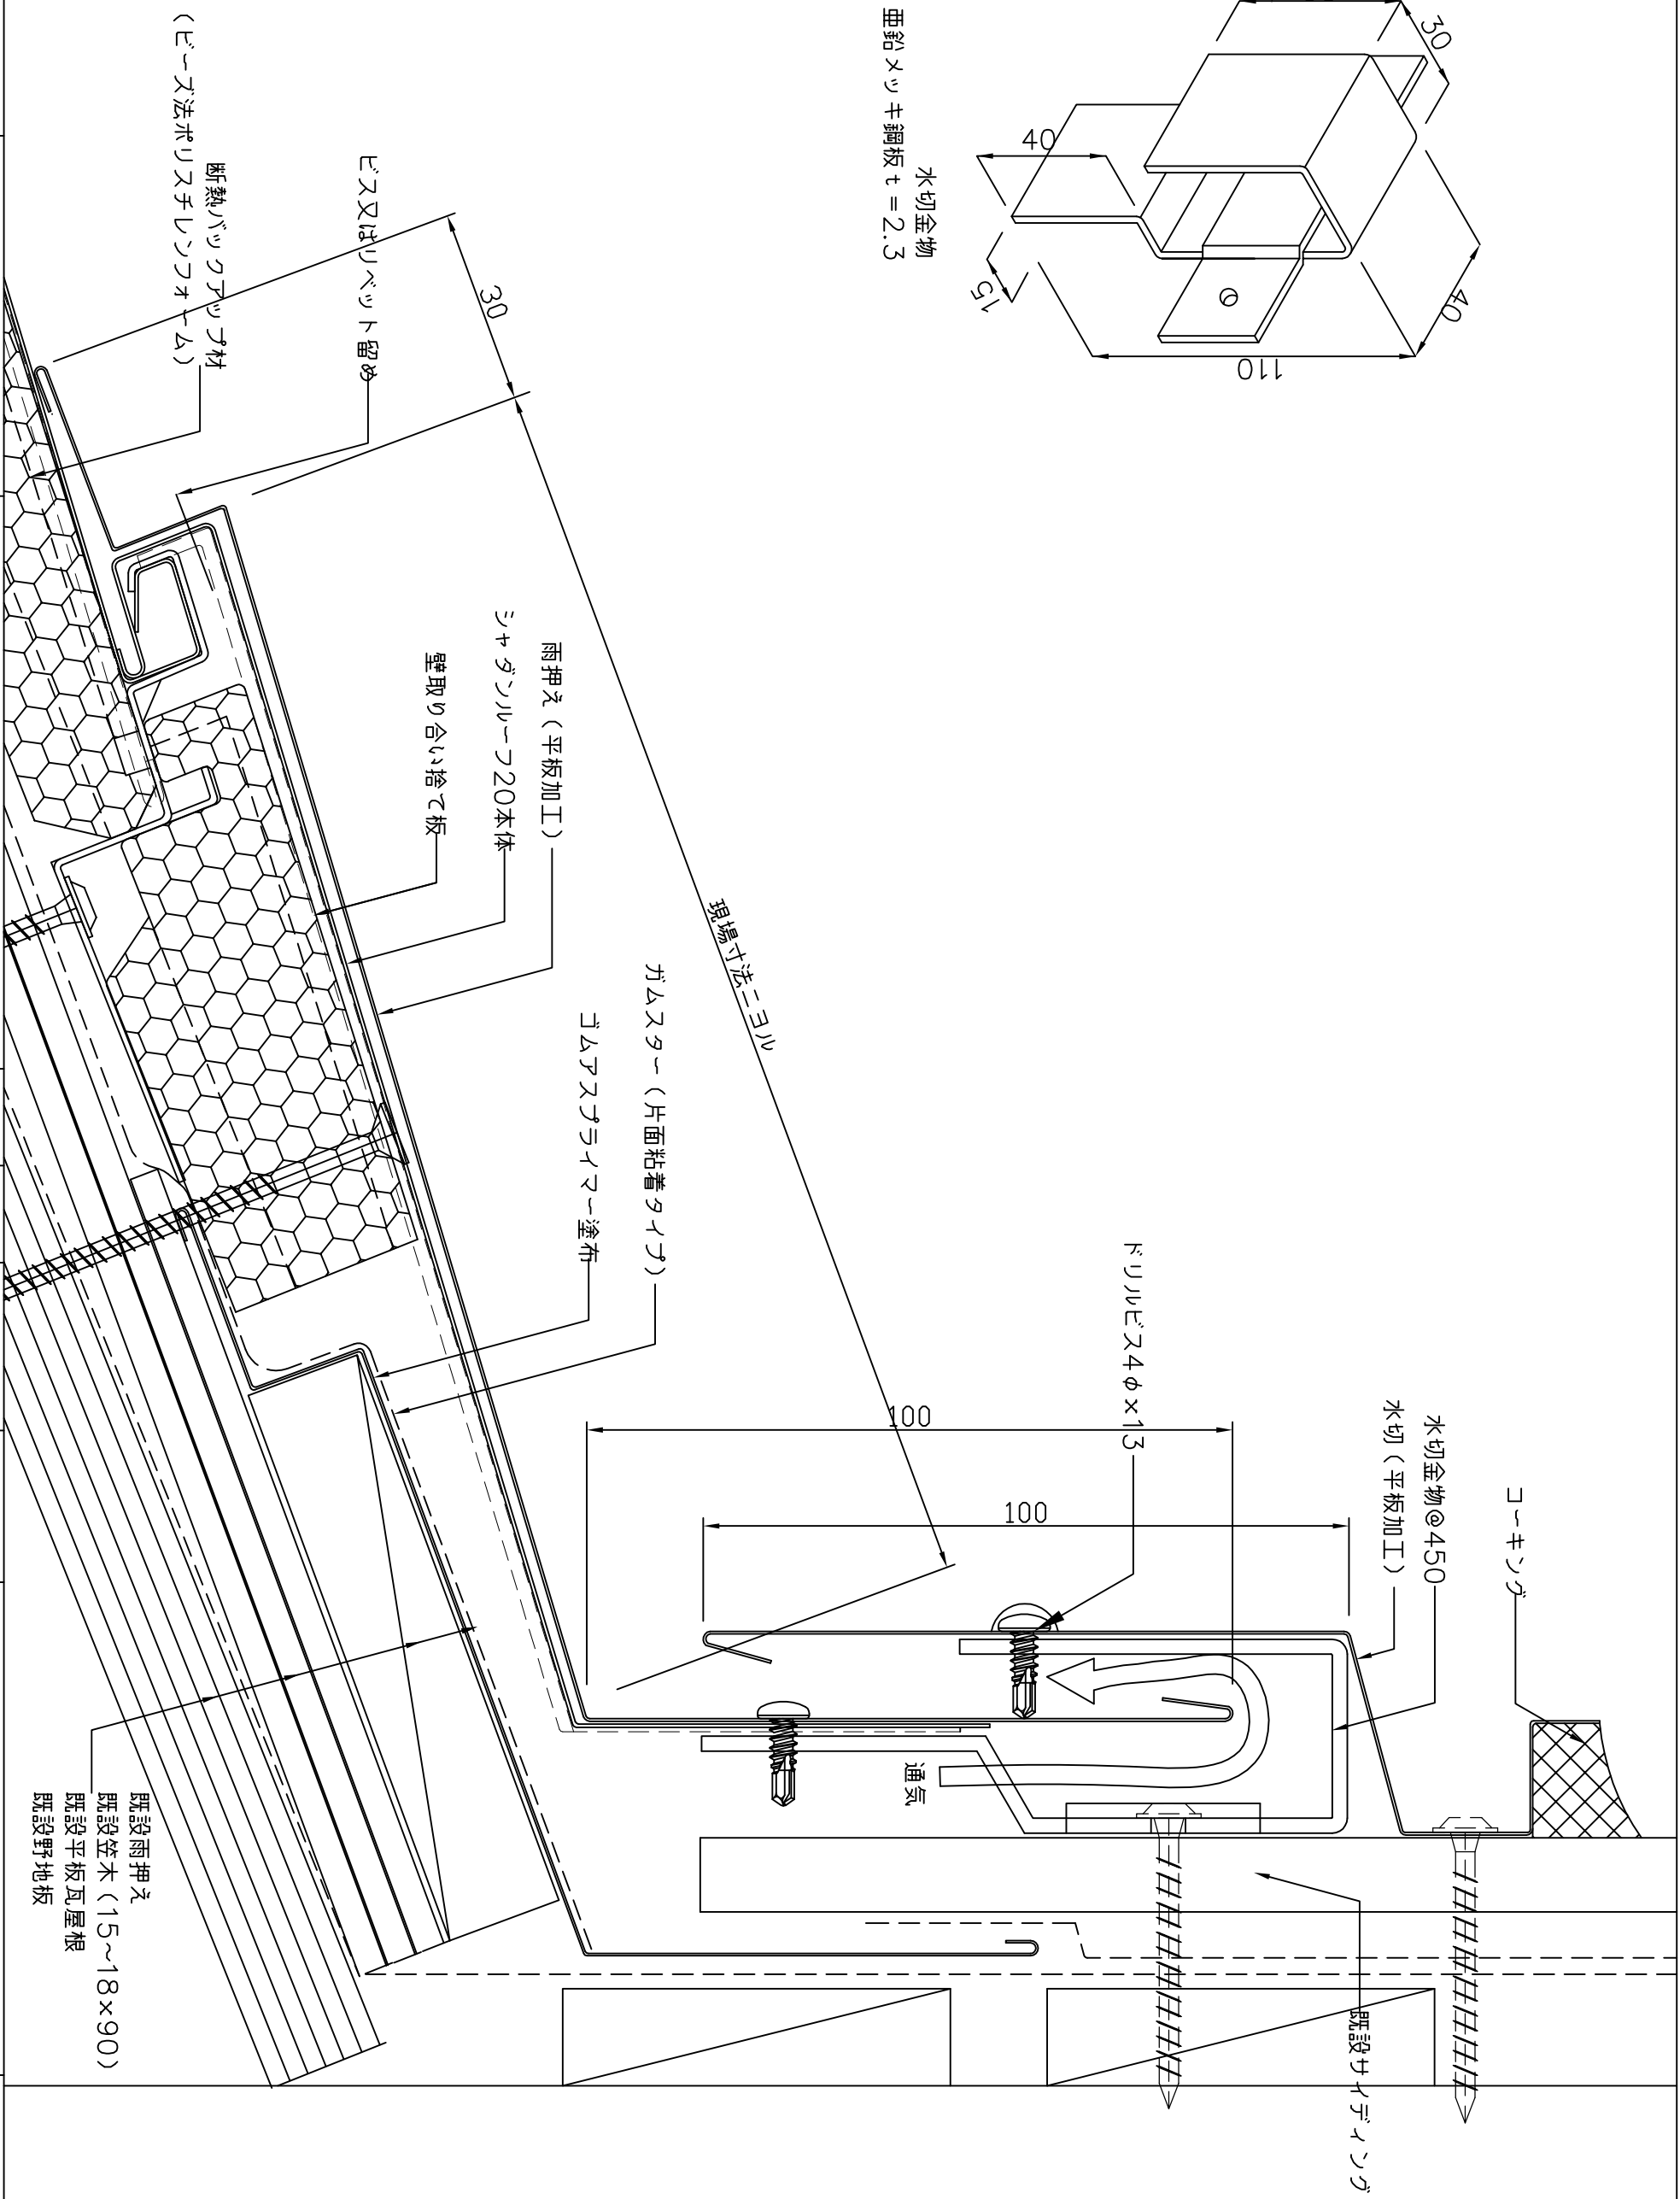 30
40
40
15
110
水切金物
亜鉛メッキ鋼板t=2.3
コーキング
水切金物@450
水切(平板加工)
ドリルビス4φ×13
100
100
通気
既設サイディング
現場寸法ニヨル
30
ガムスター(片面粘着タイプ)
ゴムアスプライマー塗布
雨押え(平板加工)
シャダンルーフ20本体
壁取り合い捨て板
ビス又はリベット留め
断熱バックアップ材
(ビーズ法ポリスチレンフォーム)
既設雨押え
既設笠木(15~18×90)
既設平板瓦屋根
既設野地板